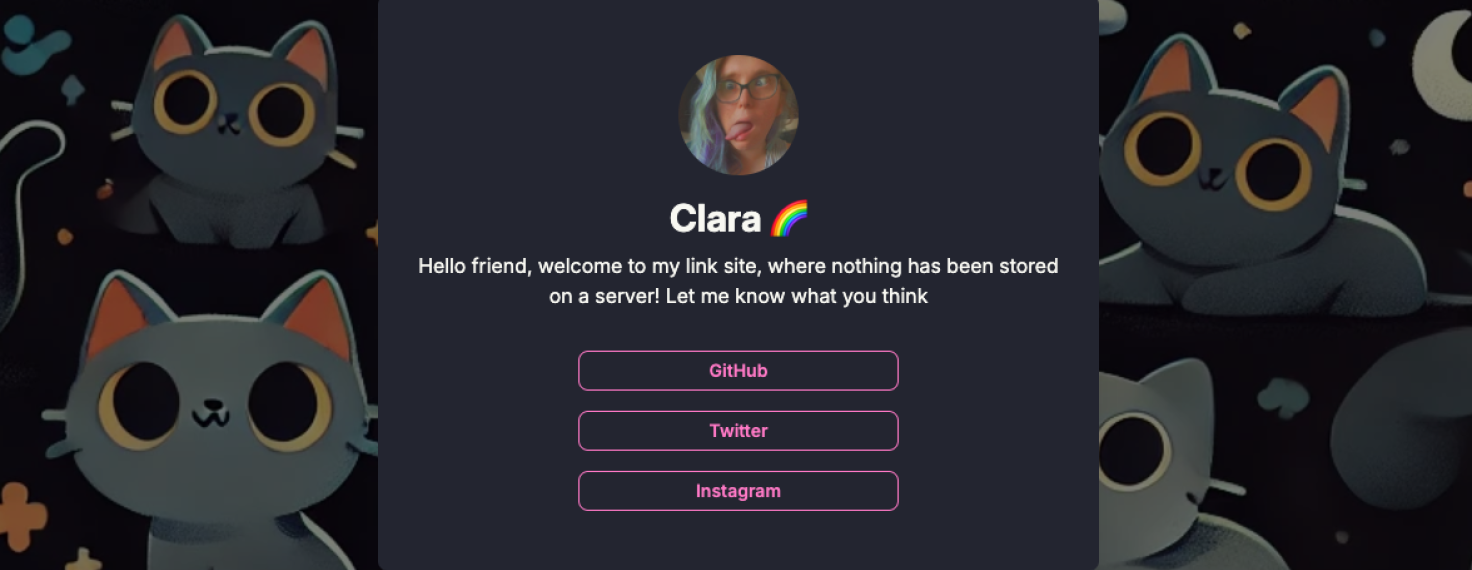 Clara 🌈
Hello friend, welcome to my link site, where nothing has been stored
on a server! Let me know what you think
GitHub
Twitter
Instagram